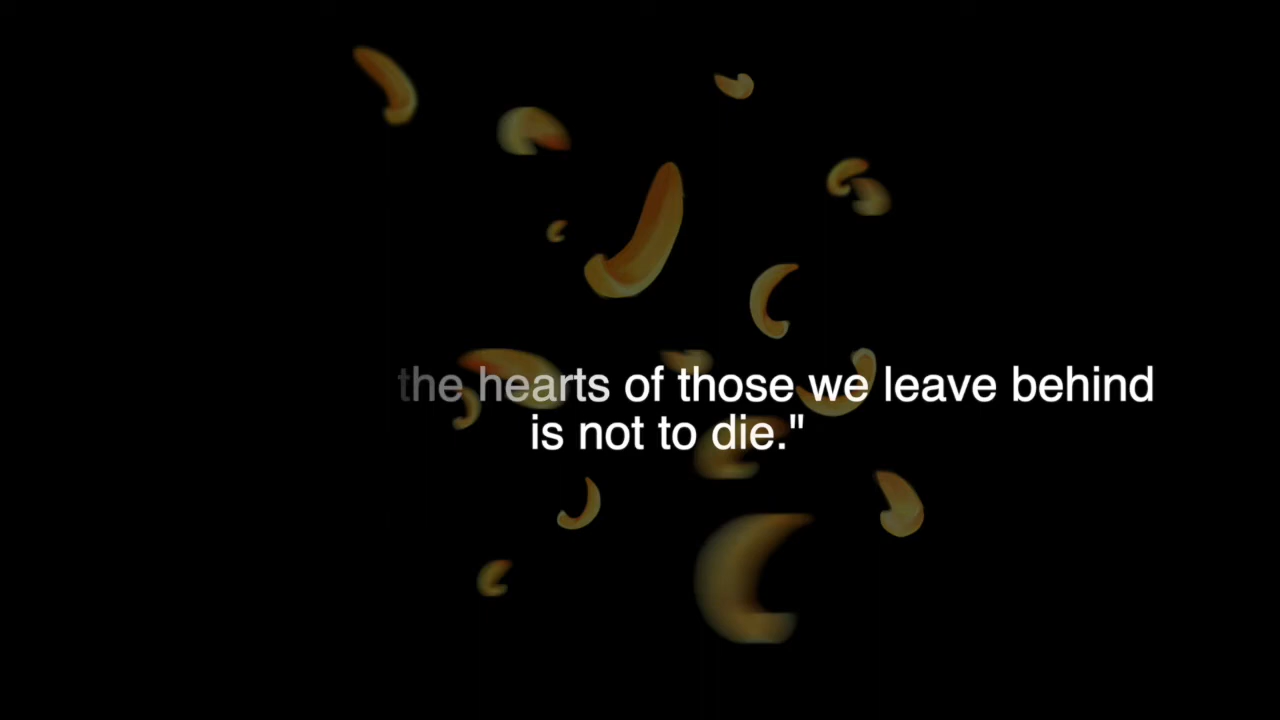 the hearts of those we leave behind
is not to die."